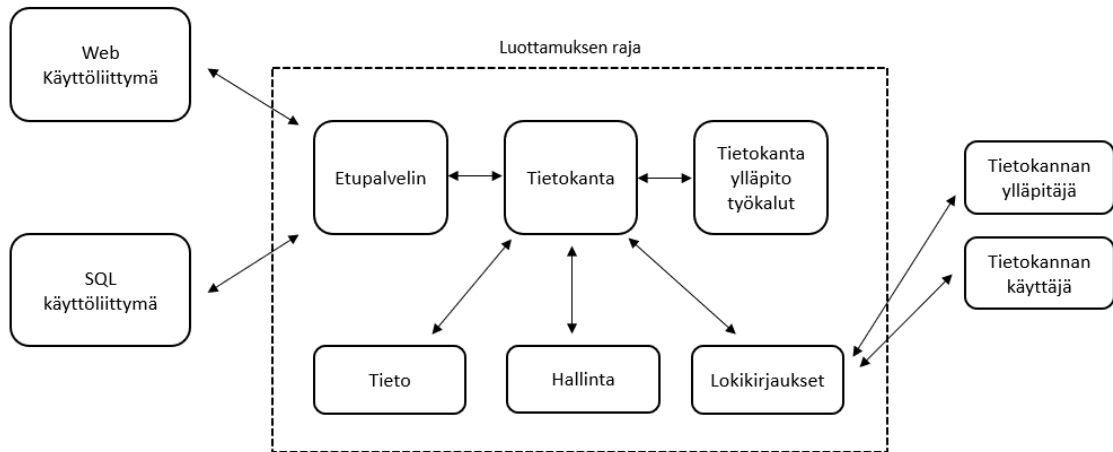 Web
Käyttöliittymä
Luottamuksen raja
Etupalvelin
Tietokanta
Tietokanta
ylläpito
työkalut
Tietokannan
ylläpitäjä
SQL
käyttöliittymä
Tietokannan
käyttäjä
Tieto
Hallinta
Lokikirjaukset